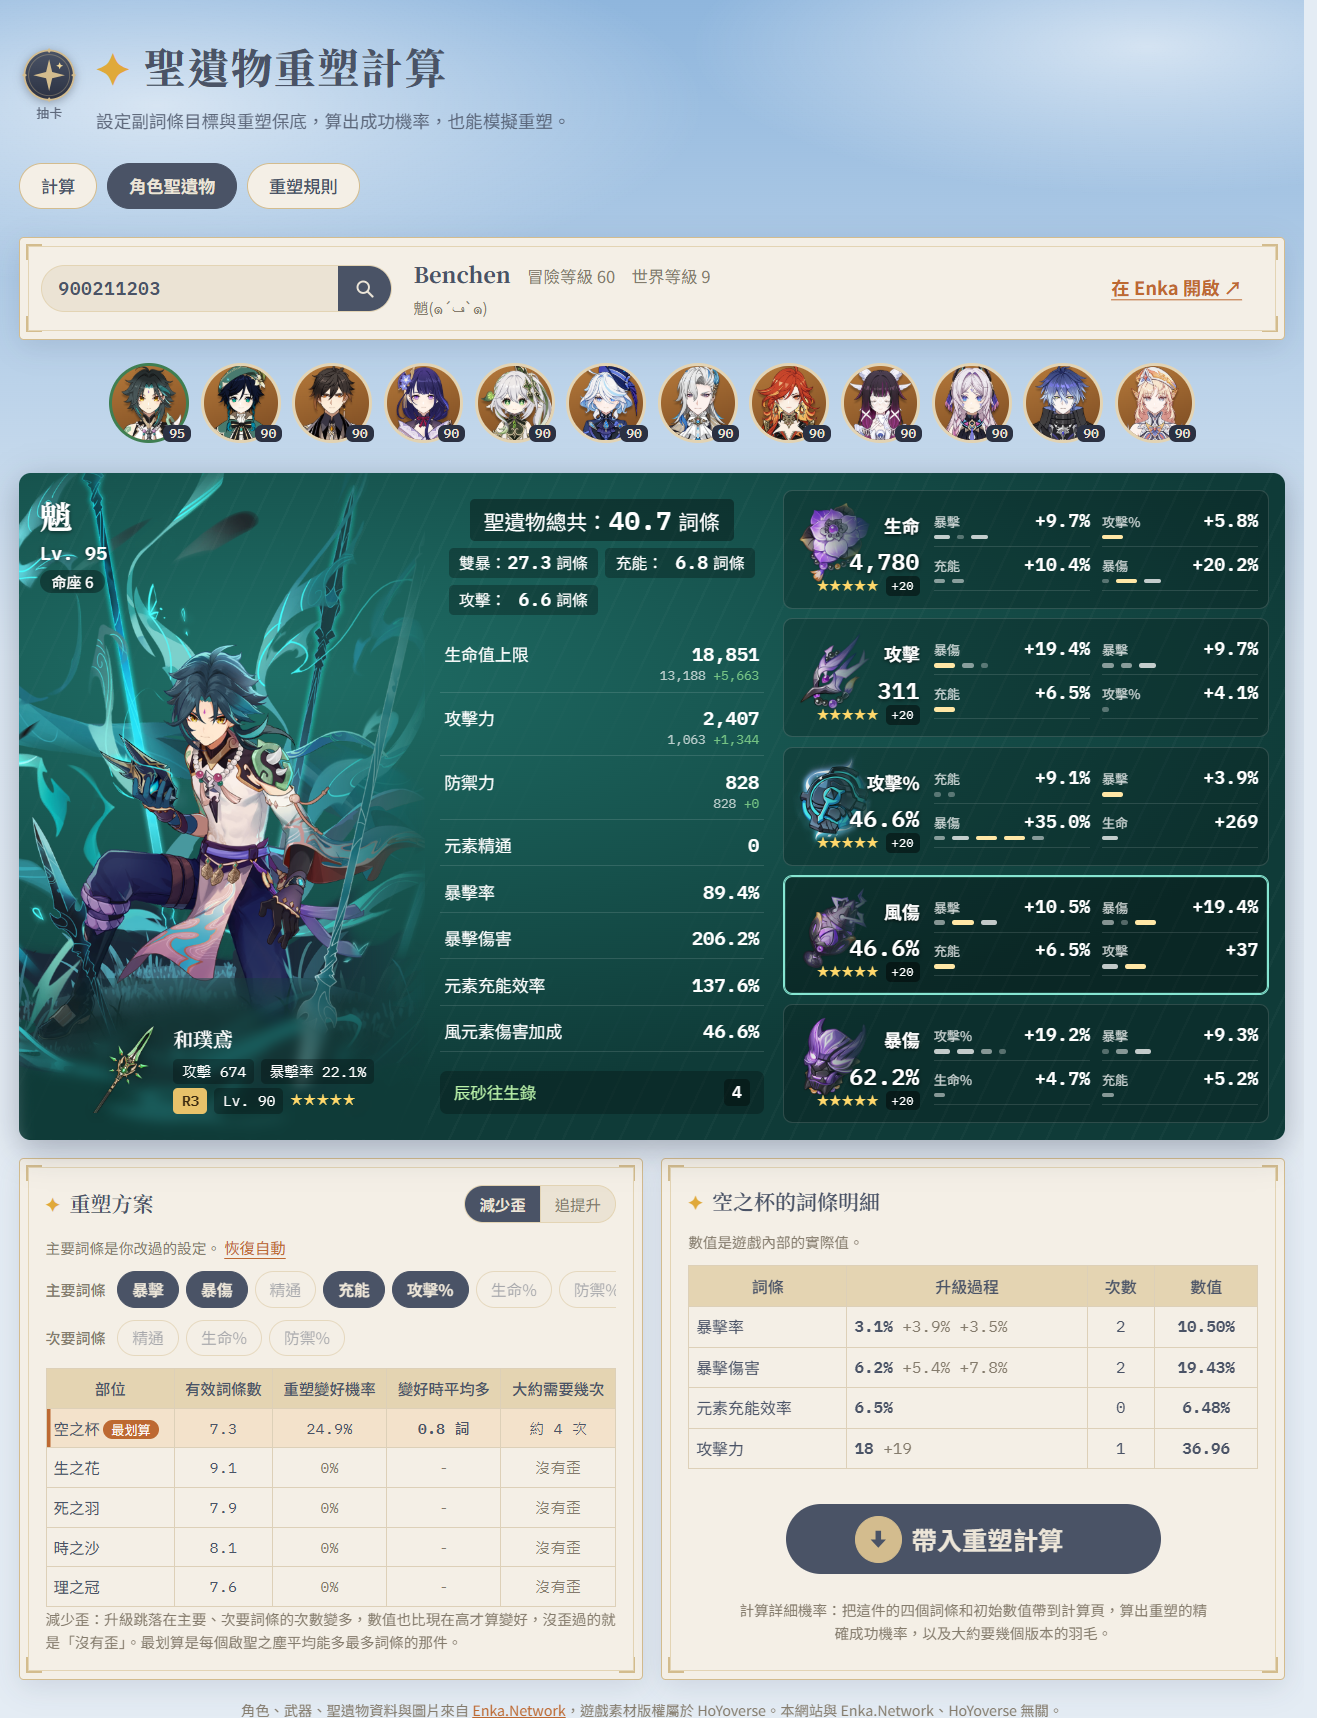 抽卡
聖遺物重塑計算
設定副詞條目標與重塑保底，算出成功機率，也能模擬重塑。
計算
角色聖遺物
重塑規則
900211203
Benchen 冒險等級 60 世界等級 9
在 Enka 開啟 ↗
95 90 90 90 90 90 90 90 90 90 90 90
魈
Lv. 95
命座 6
和璞鳶
攻擊 674 暴擊率 22.1%
R3 Lv. 90 ★★★★★
聖遺物總共：40.7 詞條
雙暴：27.3 詞條 充能： 6.8 詞條
攻擊： 6.6 詞條
生命值上限 18,851
13,188 +5,663
攻擊力 2,407
1,063 +1,344
防禦力 828
828 +0
元素精通 0
暴擊率 89.4%
暴擊傷害 206.2%
元素充能效率 137.6%
風元素傷害加成 46.6%
辰砂往生錄 4
生命
4,780
★★★★★ +20
暴擊 +9.7% 攻擊% +5.8%
充能 +10.4% 暴傷 +20.2%
攻擊
311
★★★★★ +20
暴傷 +19.4% 暴擊 +9.7%
充能 +6.5% 攻擊% +4.1%
攻擊%
46.6%
★★★★★ +20
充能 +9.1% 暴擊 +3.9%
暴傷 +35.0% 生命 +269
風傷
46.6%
★★★★★ +20
暴擊 +10.5% 暴傷 +19.4%
充能 +6.5% 攻擊 +37
暴傷
62.2%
★★★★★ +20
攻擊% +19.2% 暴擊 +9.3%
生命% +4.7% 充能 +5.2%
重塑方案
減少歪 追提升
主要詞條是你改過的設定。 恢復自動
主要詞條 暴擊 暴傷 精通 充能 攻擊% 生命% 防禦%
次要詞條 精通 生命% 防禦%
部位 有效詞條數 重塑變好機率 變好時平均多 大約需要幾次
空之杯 最划算 7.3 24.9% 0.8 詞 約 4 次
生之花 9.1 0% - 沒有歪
死之羽 7.9 0% - 沒有歪
時之沙 8.1 0% - 沒有歪
理之冠 7.6 0% - 沒有歪
減少歪：升級跳落在主要、次要詞條的次數變多，數值也比現在高才算變好，沒歪過的就
是「沒有歪」。最划算是每個啟聖之塵平均能多最多詞條的那件。
空之杯的詞條明細
數值是遊戲內部的實際值。
詞條 升級過程 次數 數值
暴擊率 3.1% +3.9% +3.5% 2 10.50%
暴擊傷害 6.2% +5.4% +7.8% 2 19.43%
元素充能效率 6.5% 0 6.48%
攻擊力 18 +19 1 36.96
帶入重塑計算
計算詳細機率：把這件的四個詞條和初始數值帶到計算頁，算出重塑的精
確成功機率，以及大約要幾個版本的羽毛。
角色、武器、聖遺物資料與圖片來自 Enka.Network，遊戲素材版權屬於 HoYoverse。本網站與 Enka.Network、HoYoverse 無關。